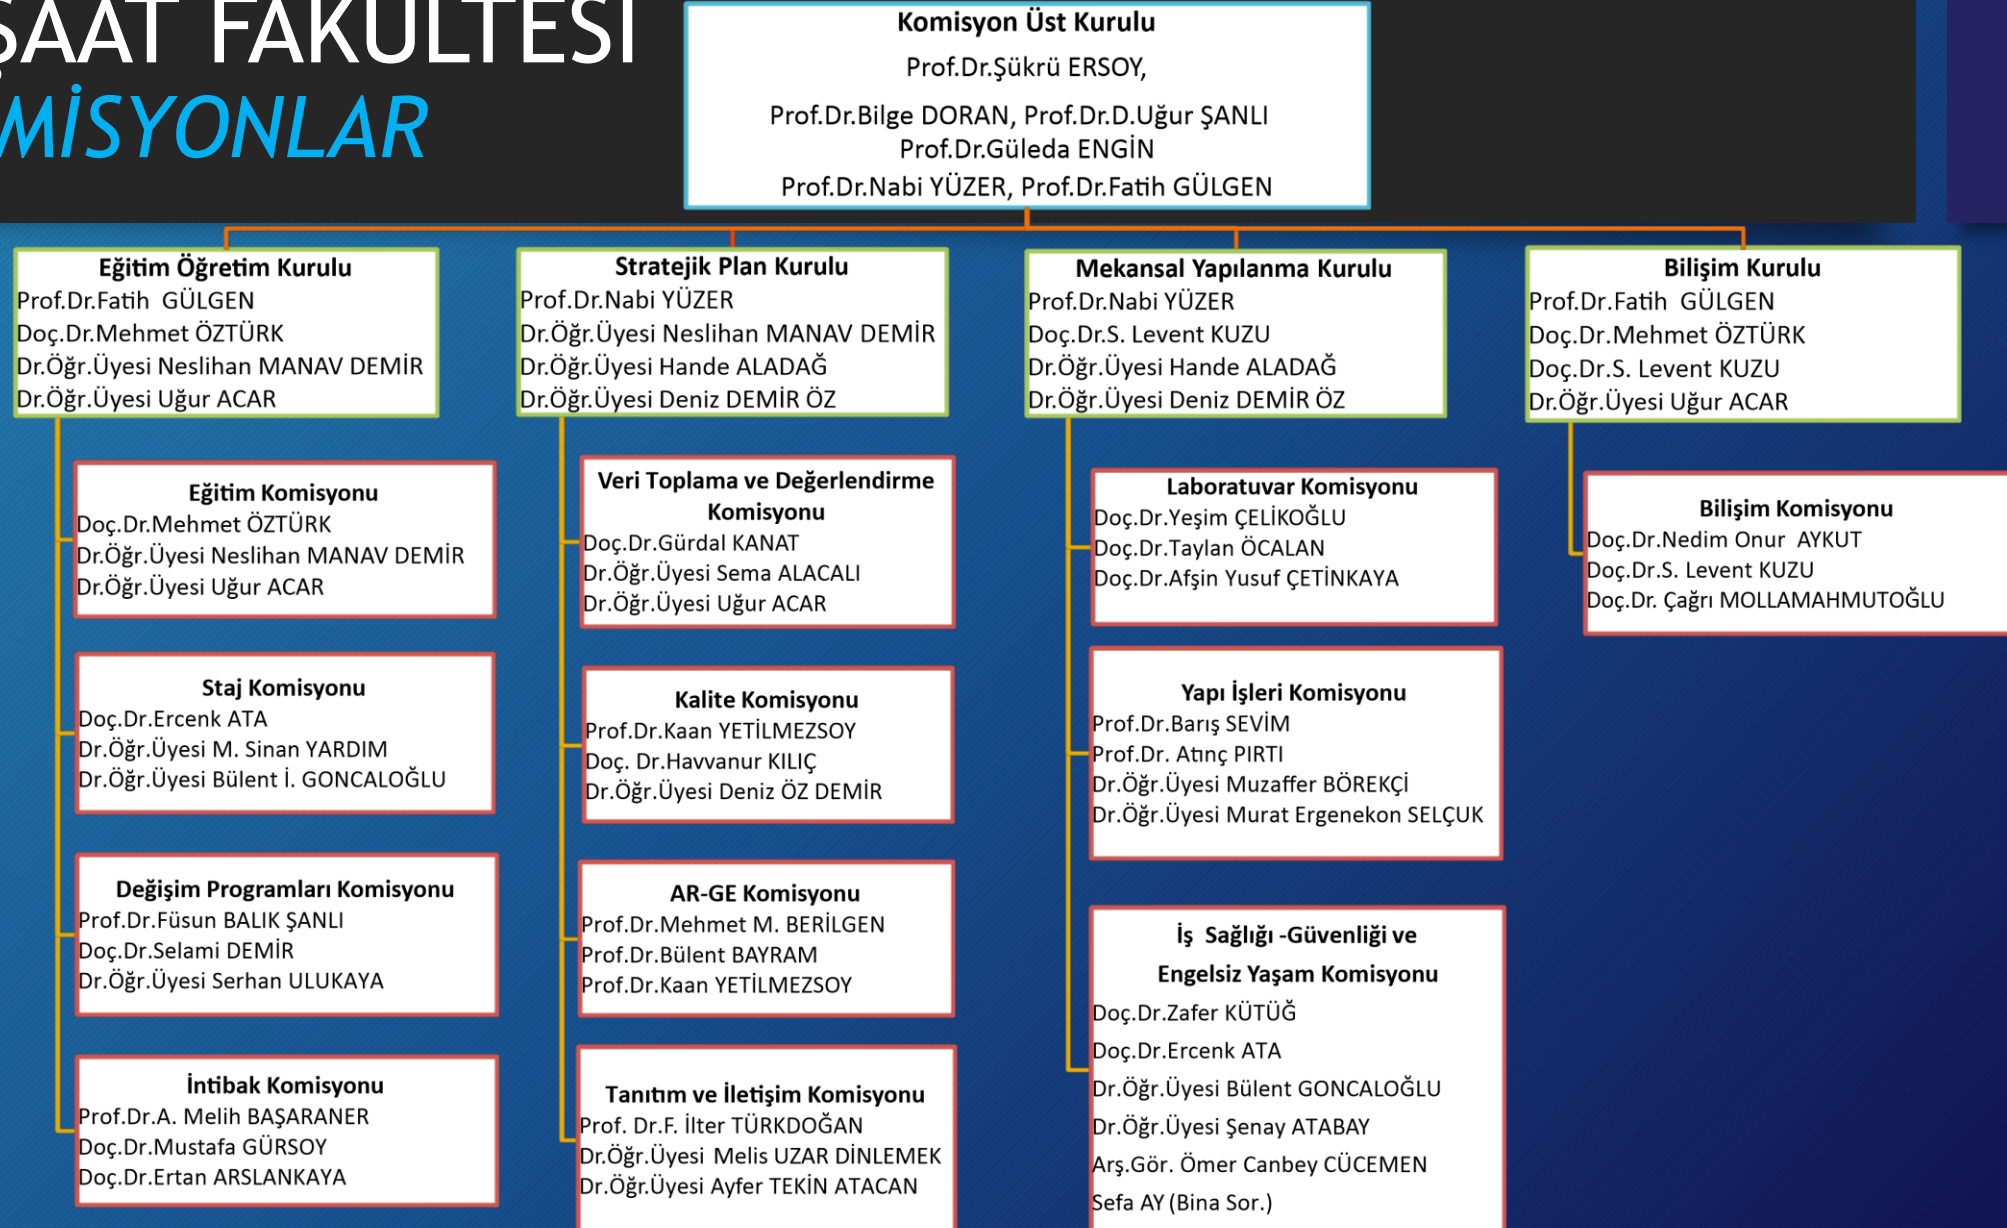 ŞAAT FAKÜLTESİ
MİSYONLAR
Komisyon Üst Kurulu
Prof.Dr.Şükrü ERSOY,
Prof.Dr.Bilge DORAN, Prof.Dr.D.Uğur ŞANLI
Prof.Dr.Güleda ENGİN
Prof.Dr.Nabi YÜZER, Prof.Dr.Fatih GÜLGEN
Eğitim Öğretim Kurulu
Prof.Dr.Fatih GÜLGEN
Doç.Dr.Mehmet ÖZTÜRK
Dr.Öğr.Üyesi Neslihan MANAV DEMİR
Dr.Öğr.Üyesi Uğur ACAR
Eğitim Komisyonu
Doç.Dr.Mehmet ÖZTÜRK
Dr.Öğr.Üyesi Neslihan MANAV DEMİR
Dr.Öğr.Üyesi Uğur ACAR
Staj Komisyonu
Doç.Dr.Ercenk ATA
Dr.Öğr.Üyesi M. Sinan YARDIM
Dr.Öğr.Üyesi Bülent İ. GONCALOĞLU
Değişim Programları Komisyonu
Prof.Dr.Füsun BALIK ŞANLI
Doç.Dr.Selami DEMİR
Dr.Öğr.Üyesi Serhan ULUKAYA
İntibak Komisyonu
Prof.Dr.A. Melih BAŞARANER
Doç.Dr.Mustafa GÜRSOY
Doç.Dr.Ertan ARSLANKAYA
Stratejik Plan Kurulu
Prof.Dr.Nabi YÜZER
Dr.Öğr.Üyesi Neslihan MANAV DEMİR
Dr.Öğr.Üyesi Hande ALADAĞ
Dr.Öğr.Üyesi Deniz DEMİR ÖZ
Veri Toplama ve Değerlendirme
Komisyonu
Doç.Dr.Gürdal KANAT
Dr.Öğr.Üyesi Sema ALACALI
Dr.Öğr.Üyesi Uğur ACAR
Kalite Komisyonu
Prof.Dr.Kaan YETİLMEZSOY
Doç. Dr.Havvanur KILIÇ
Dr.Öğr.Üyesi Deniz ÖZ DEMİR
AR-GE Komisyonu
Prof.Dr.Mehmet M. BERİLGEN
Prof.Dr.Bülent BAYRAM
Prof.Dr.Kaan YETİLMEZSOY
Tanıtım ve İletişim Komisyonu
Prof. Dr.F. İlter TÜRKDOĞAN
Dr.Öğr.Üyesi Melis UZAR DİNLEMEK
Dr.Öğr.Üyesi Ayfer TEKİN ATACAN
Mekansal Yapılanma Kurulu
Prof.Dr.Nabi YÜZER
Doç.Dr.S. Levent KUZU
Dr.Öğr.Üyesi Hande ALADAĞ
Dr.Öğr.Üyesi Deniz DEMİR ÖZ
Laboratuvar Komisyonu
Doç.Dr.Yeşim ÇELİKOĞLU
Doç.Dr.Taylan ÖCALAN
Doç.Dr.Afşin Yusuf ÇETİNKAYA
Yapı İşleri Komisyonu
Prof.Dr.Barış SEVİM
Prof.Dr. Atınç PIRTI
Dr.Öğr.Üyesi Muzaffer BÖREKÇİ
Dr.Öğr.Üyesi Murat Ergenekon SELÇUK
İş Sağlığı -Güvenliği ve
Engelsiz Yaşam Komisyonu
Doç.Dr.Zafer KÜTÜĞ
Doç.Dr.Ercenk ATA
Dr.Öğr.Üyesi Bülent GONCALOĞLU
Dr.Öğr.Üyesi Şenay ATABAY
Arş.Gör. Ömer Canbey CÜCEMEN
Sefa AY (Bina Sor.)
Bilişim Kurulu
Prof.Dr.Fatih GÜLGEN
Doç.Dr.Mehmet ÖZTÜRK
Doç.Dr.S. Levent KUZU
Dr.Öğr.Üyesi Uğur ACAR
Bilişim Komisyonu
Doç.Dr.Nedim Onur AYKUT
Doç.Dr.S. Levent KUZU
Doç.Dr. Çağrı MOLLAMAHMUTOĞLU